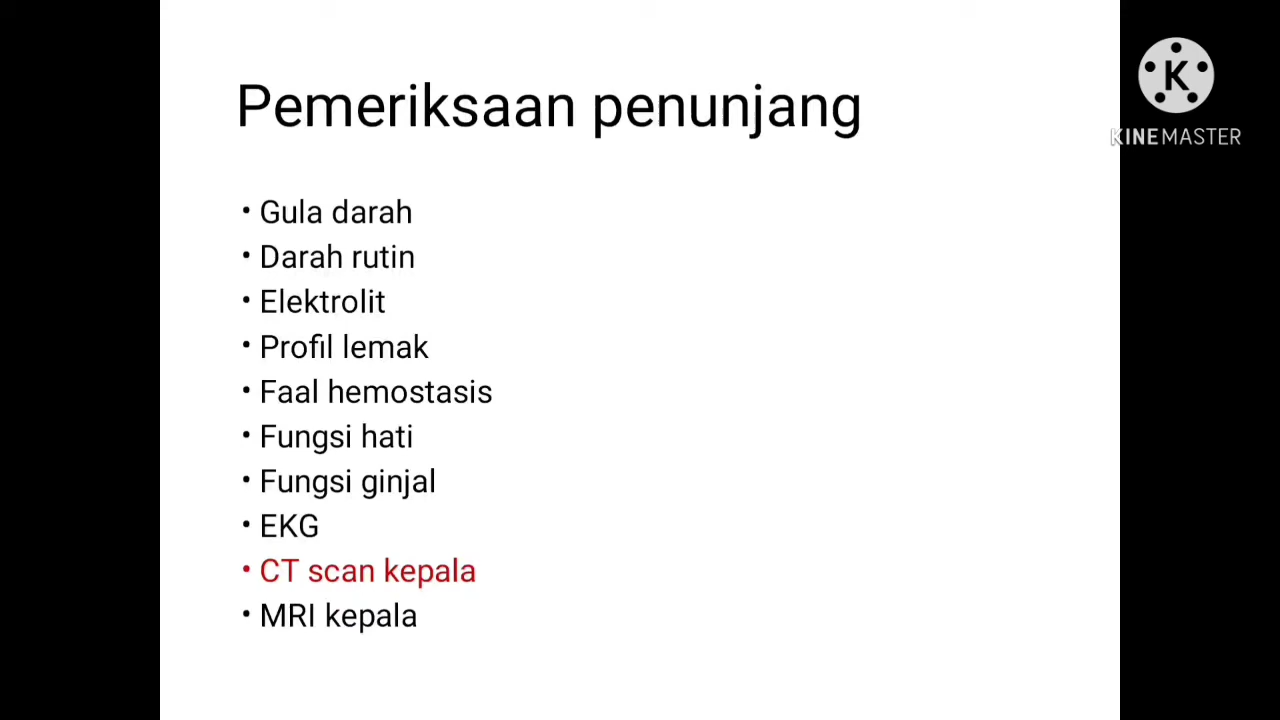 Pemeriksaan penunjang
• Gula darah
• Darah rutin
• Elektrolit
• Profil lemak
• Faal hemostasis
• Fungsi hati
• Fungsi ginjal
• EKG
• CT scan kepala
• MRI kepala
K
KINEMASTER